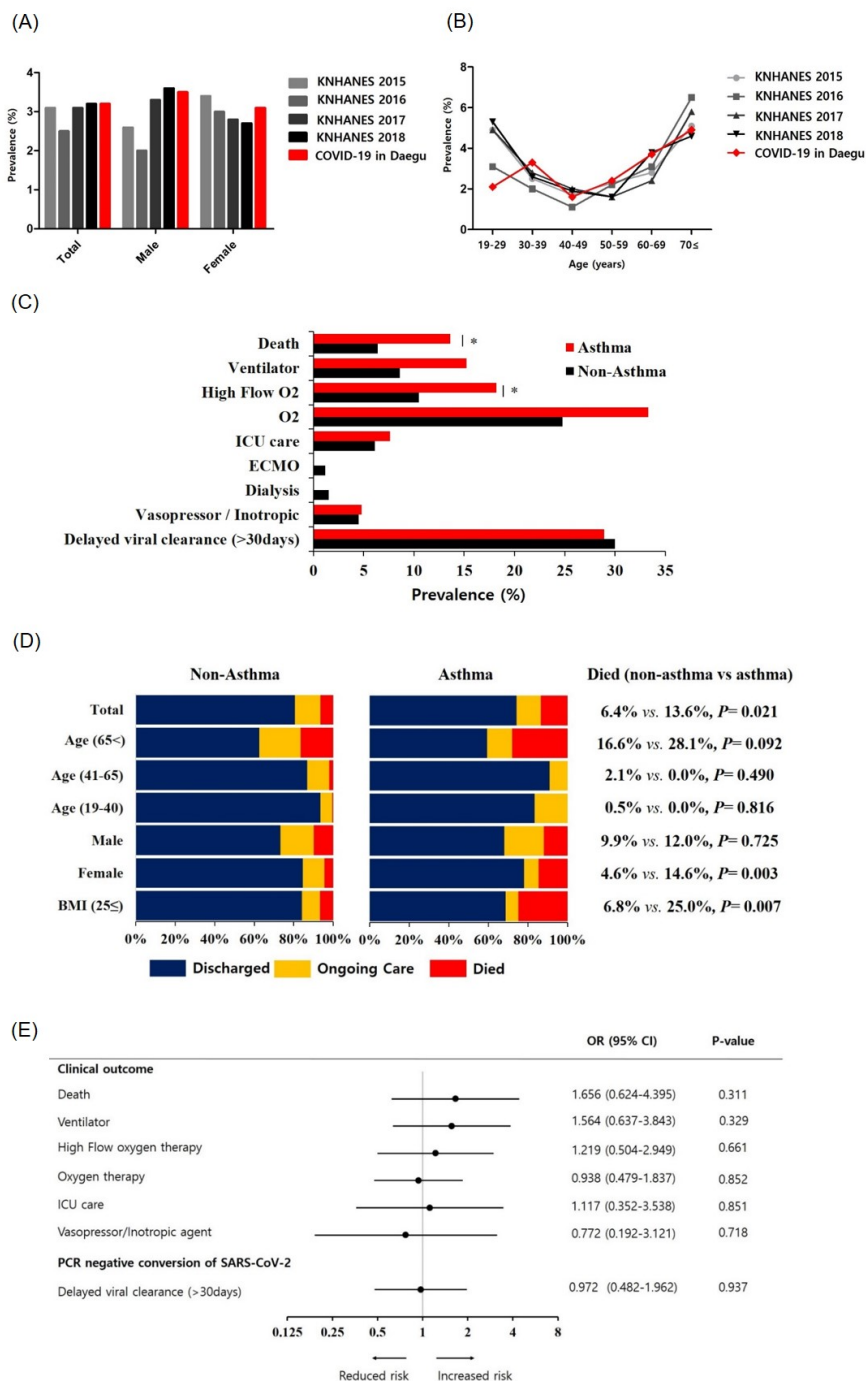 (A)
Prevalence (%)
4
3
2
1
0
Total
Male
Female
KNHANES 2015
KNHANES 2016
KNHANES 2017
KNHANES 2018
COVID-19 in Daegu
(B)
Prevalence (%)
8
6
4
2
0
19-29
30-39
40-49
50-59
60-69
70≤
Age (years)
KNHANES 2015
KNHANES 2016
KNHANES 2017
KNHANES 2018
COVID-19 in Daegu
(C)
Death
Ventilator
High Flow O2
O2
ICU care
ECMO
Dialysis
Vasopressor / Inotropic
Delayed viral clearance (>30days)
*
*
Asthma
Non-Asthma
0 5 10 15 20 25 30 35
Prevalence (%)
(D)
Non-Asthma Asthma Died (non-asthma vs asthma)
Total 6.4% vs. 13.6%, P= 0.021
Age (65<) 16.6% vs. 28.1%, P= 0.092
Age (41-65) 2.1% vs. 0.0%, P= 0.490
Age (19-40) 0.5% vs. 0.0%, P= 0.816
Male 9.9% vs. 12.0%, P= 0.725
Female 4.6% vs. 14.6%, P= 0.003
BMI (25≤) 6.8% vs. 25.0%, P= 0.007
0% 20% 40% 60% 80% 100% 0% 20% 40% 60% 80% 100%
Discharged Ongoing Care Died
(E)
OR (95% CI) P-value
Clinical outcome
Death 1.656 (0.624-4.395) 0.311
Ventilator 1.564 (0.637-3.843) 0.329
High Flow oxygen therapy 1.219 (0.504-2.949) 0.661
Oxygen therapy 0.938 (0.479-1.837) 0.852
ICU care 1.117 (0.352-3.538) 0.851
Vasopressor/Inotropic agent 0.772 (0.192-3.121) 0.718
PCR negative conversion of SARS-CoV-2
Delayed viral clearance (>30days) 0.972 (0.482-1.962) 0.937
0.125 0.25 0.5 1 2 4 8
Reduced risk Increased risk